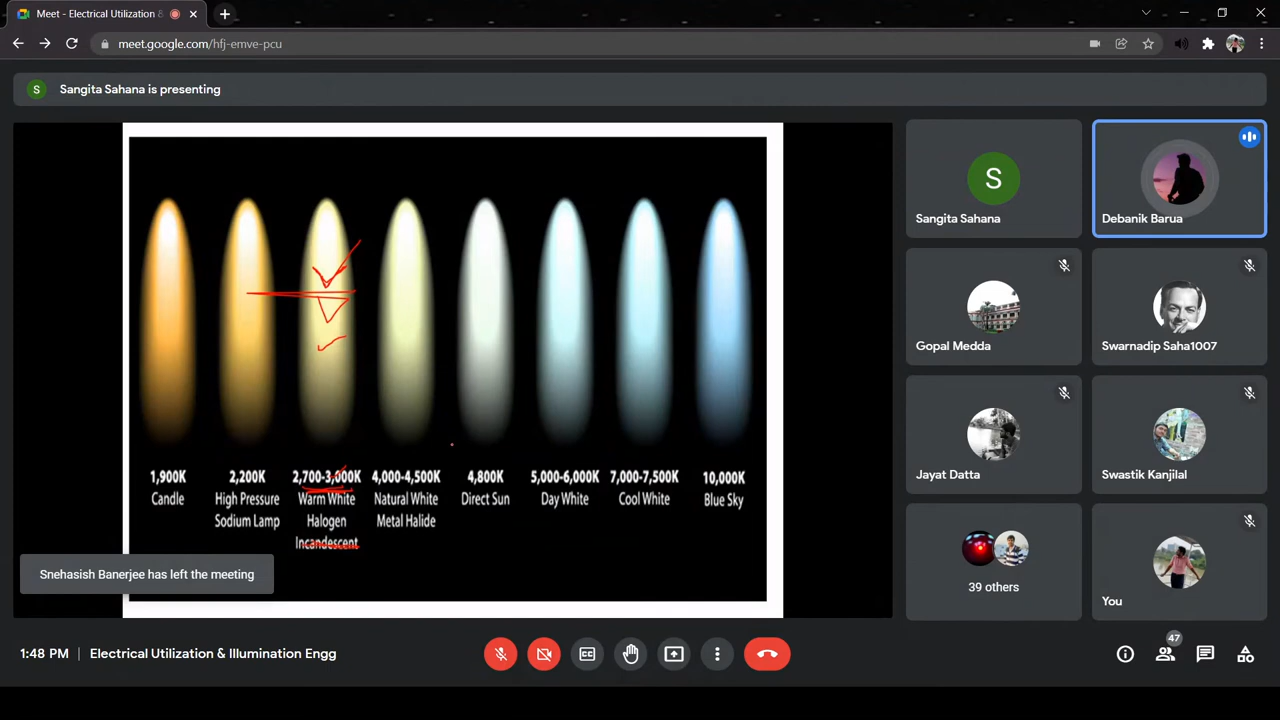 Meet - Electrical Utilization &
meet.google.com/hfj-emve-pcu
S Sangita Sahana is presenting
1,900K
Candle
2,200K
High Pressure
Sodium Lamp
2,700-3,000K
Warm White
Halogen
Incandescent
4,000-4,500K
Natural White
Metal Halide
4,800K
Direct Sun
5,000-6,000K
Day White
7,000-7,500K
Cool White
10,000K
Blue Sky
S
Sangita Sahana
Debanik Barua
Gopal Medda
Swarnadip Saha1007
Jayat Datta
Swastik Kanjilal
39 others
You
Snehasish Banerjee has left the meeting
1:48 PM Electrical Utilization & Illumination Engg
47